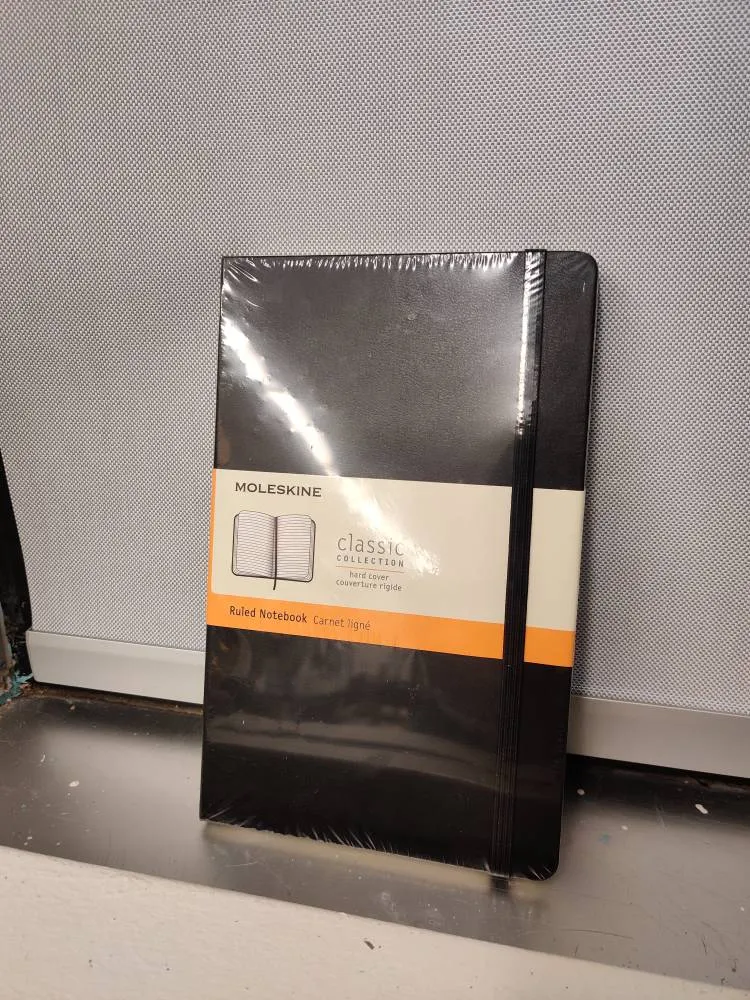 MOLESKINE
classic
COLLECTION
hard cover
couverture rigide
Ruled Notebook Carnet ligné